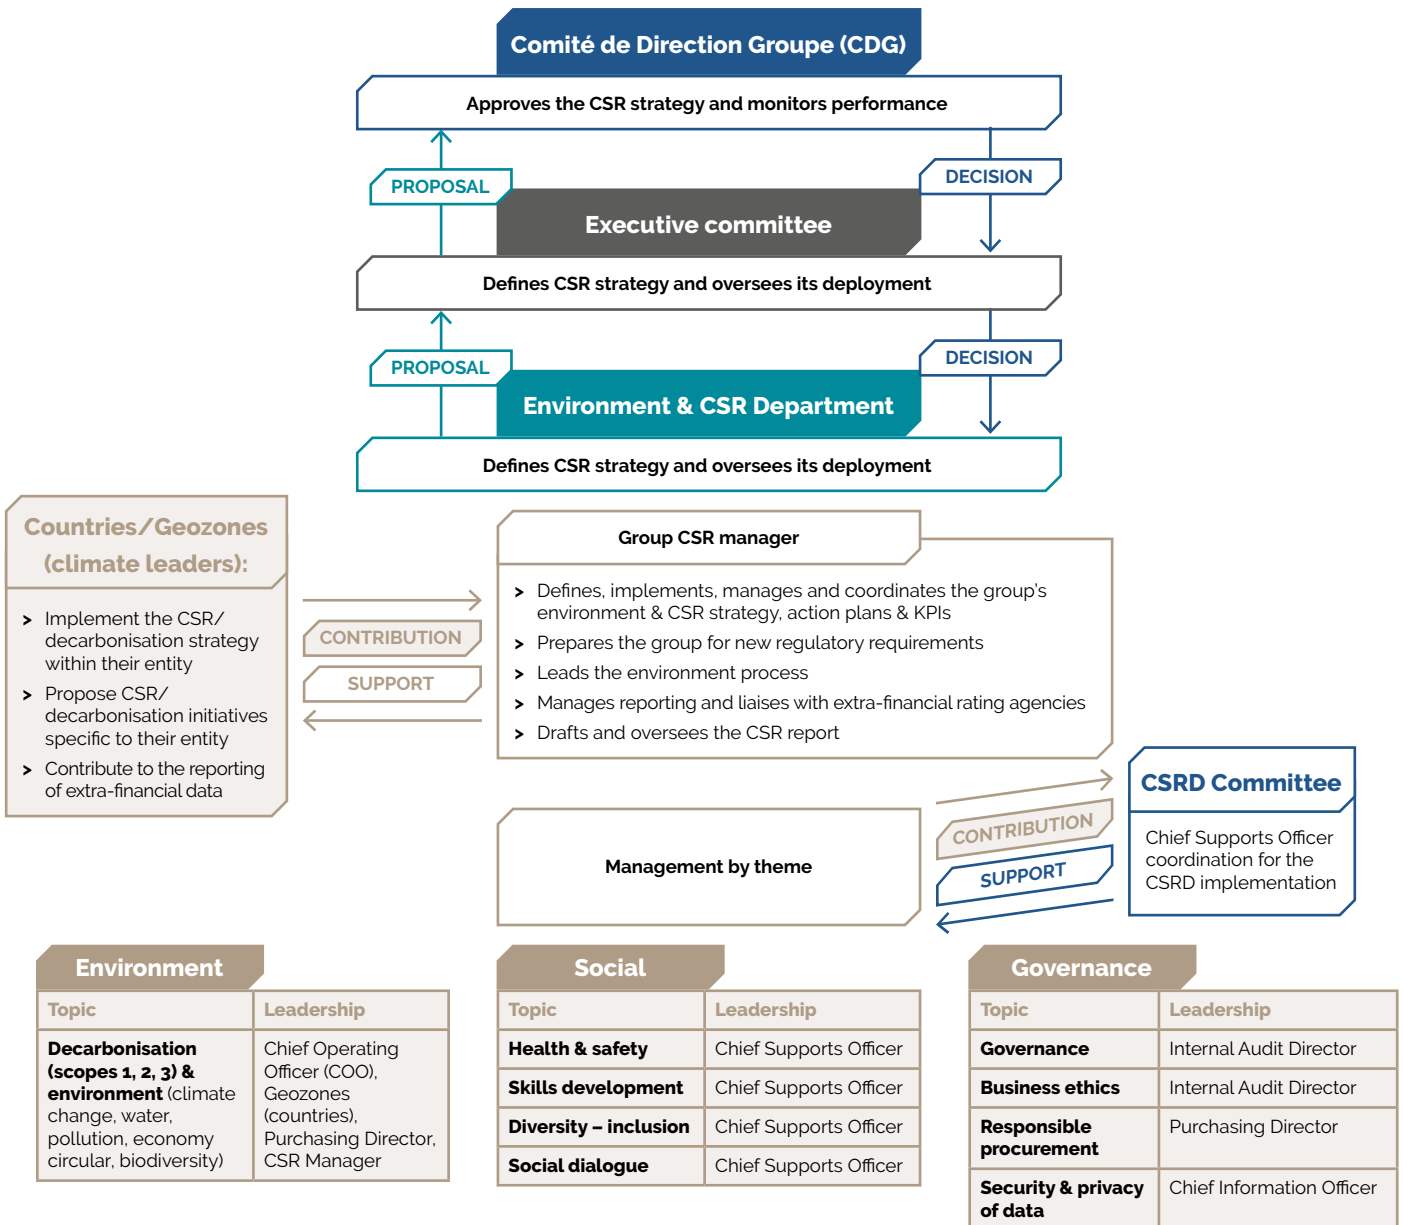 Comité de Direction Groupe (CDG)
Approves the CSR strategy and monitors performance
PROPOSAL
DECISION
Executive committee
Defines CSR strategy and oversees its deployment
PROPOSAL
DECISION
Environment & CSR Department
Defines CSR strategy and oversees its deployment
Countries/Geozones
(climate leaders):
> Implement the CSR/
decarbonisation strategy
within their entity
> Propose CSR/
decarbonisation initiatives
specific to their entity
> Contribute to the reporting
of extra-financial data
CONTRIBUTION
SUPPORT
Group CSR manager
> Defines, implements, manages and coordinates the group's
environment & CSR strategy, action plans & KPIs
> Prepares the group for new regulatory requirements
> Leads the environment process
> Manages reporting and liaises with extra-financial rating agencies
> Drafts and oversees the CSR report
Management by theme
CONTRIBUTION
SUPPORT
CSRD Committee
Chief Supports Officer
coordination for the
CSRD implementation
Environment
Topic
Leadership
Decarbonisation
(scopes 1, 2, 3) &
environment (climate
change, water,
pollution, economy
circular, biodiversity)
Chief Operating
Officer (COO),
Geozones
(countries),
Purchasing Director,
CSR Manager
Social
Topic
Leadership
Health & safety
Chief Supports Officer
Skills development
Chief Supports Officer
Diversity – inclusion
Chief Supports Officer
Social dialogue
Chief Supports Officer
Governance
Topic
Leadership
Governance
Internal Audit Director
Business ethics
Internal Audit Director
Responsible
procurement
Purchasing Director
Security & privacy
of data
Chief Information Officer